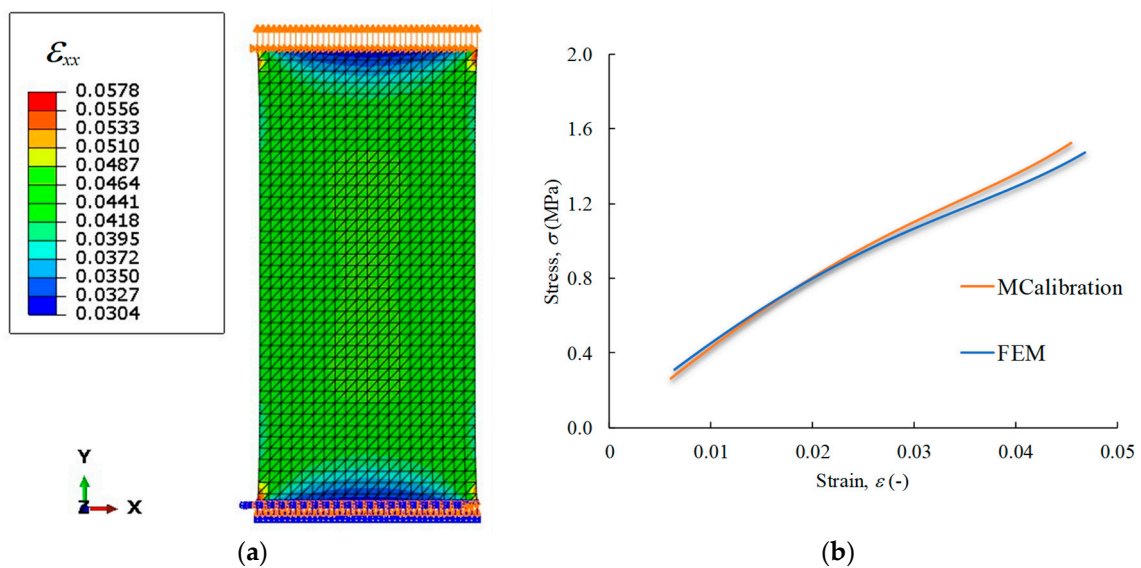 εxx
0.0578
0.0556
0.0533
0.0510
0.0487
0.0464
0.0441
0.0418
0.0395
0.0372
0.0350
0.0327
0.0304
Y
Z
X
(a)
2.0
1.6
1.2
0.8
0.4
0.0
Stress, σ (MPa)
MCalibration
FEM
0 0.01 0.02 0.03 0.04 0.05
Strain, ε (-)
(b)